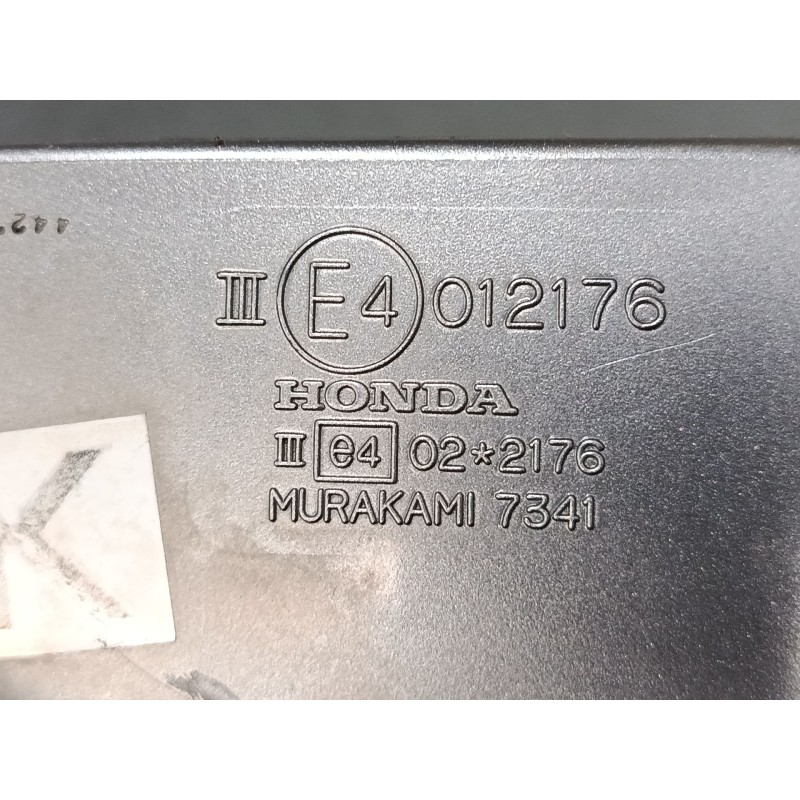 III E4 012176
HONDA
III e4 02*2176
MURAKAMI 7341
K